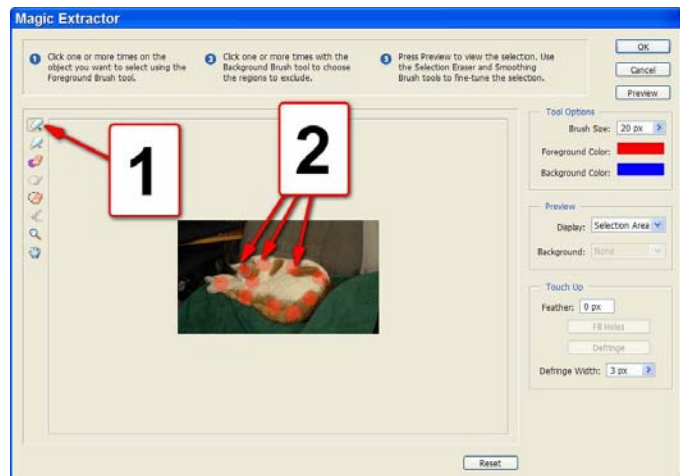 Magic Extractor
1 Click one or more times on the
object you want to select using the
Foreground Brush tool.
2 Click one or more times with the
Background Brush tool to choose
the regions to exclude.
3 Press Preview to view the selection. Use
the Selection Eraser and Smoothing
Brush tools to fine-tune the selection.
OK
Cancel
Preview
Tool Options
Brush Size: 20 px
Foreground Color:
Background Color:
Preview
Display: Selection Area
Background: None
Touch Up
Feather: 0 px
Fill Holes
Defringe
Defringe Width: 3 px
1
2
Reset